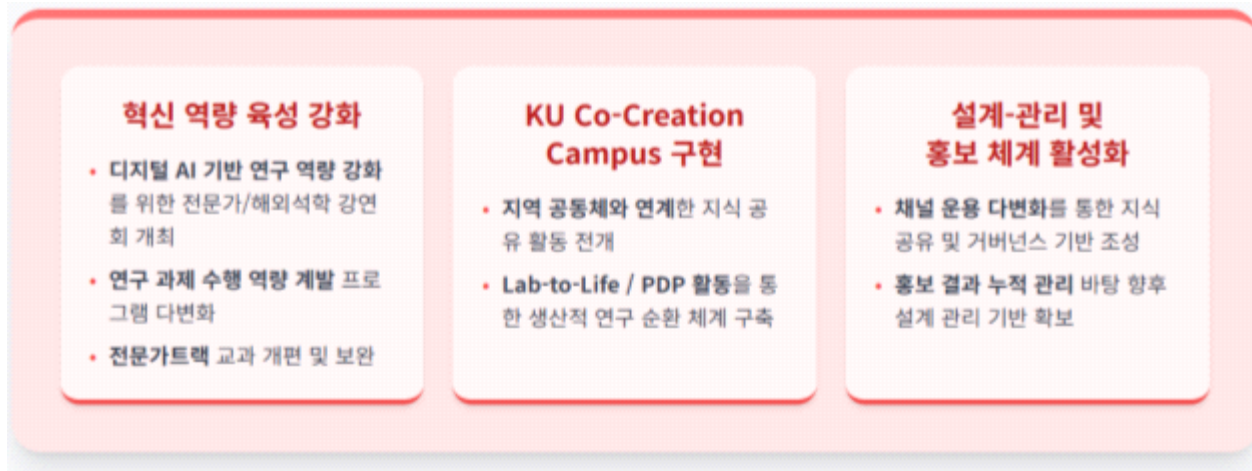 혁신 역량 육성 강화
• 디지털 AI 기반 연구 역량 강화
를 위한 전문가/해외석학 강연
회 개최
• 연구 과제 수행 역량 계발 프로
그램 다변화
• 전문가트랙 교과 개편 및 보완
KU Co-Creation
Campus 구현
• 지역 공동체와 연계한 지식 공
유 활동 전개
• Lab-to-Life / PDP 활동을 통
한 생산적 연구 순환 체계 구축
설계-관리 및
홍보 체계 활성화
• 채널 운용 다변화를 통한 지식
공유 및 거버넌스 기반 조성
• 홍보 결과 누적 관리 바탕 향후
설계 관리 기반 확보